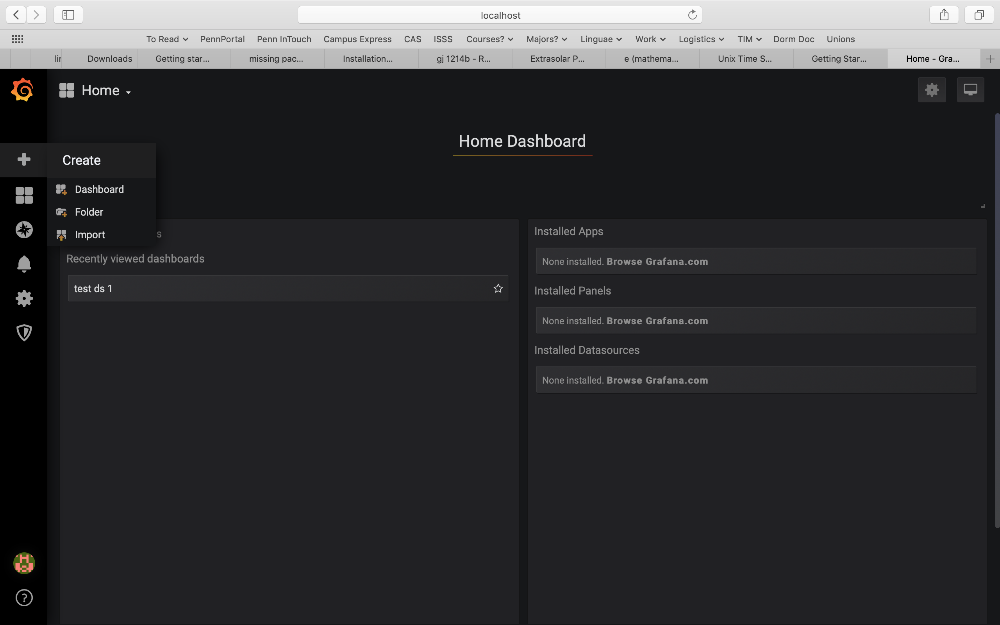 localhost
To Read PennPortal Penn InTouch Campus Express CAS ISSS Courses? Majors? Linguae Work Logistics TIM Dorm Doc Unions
Downloads Getting star... missing pac... Installation... gj 1214b - R... Extrasolar P... e (mathema... Unix Time S... Getting Star... Home - Gra...
Home
Home Dashboard
Create
Dashboard
Folder
Import
s
Recently viewed dashboards
test ds 1
Installed Apps
None installed. Browse Grafana.com
Installed Panels
None installed. Browse Grafana.com
Installed Datasources
None installed. Browse Grafana.com